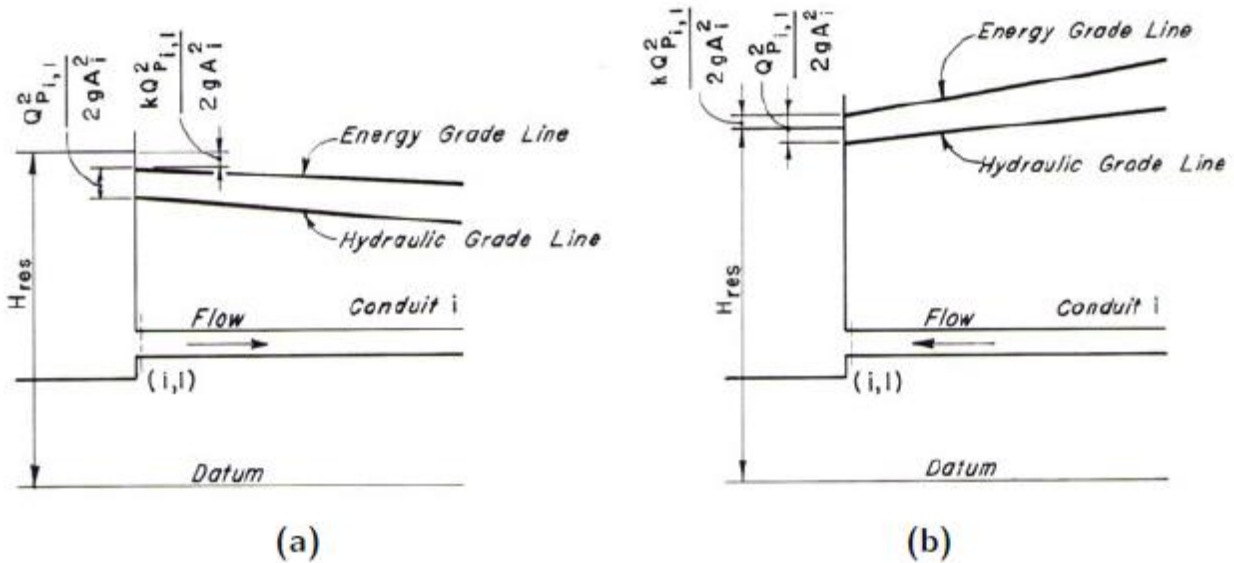 Q²P i,1 / 2gA²i
kQ²P i,1 / 2gA²i
Energy Grade Line
Hydraulic Grade Line
H res
Conduit i
Flow
(i,1)
Datum
(a)
kQ²P i,1 / 2gA²i
Q²P i,1 / 2gA²i
Energy Grade Line
Hydraulic Grade Line
H res
Conduit i
Flow
(i,1)
Datum
(b)